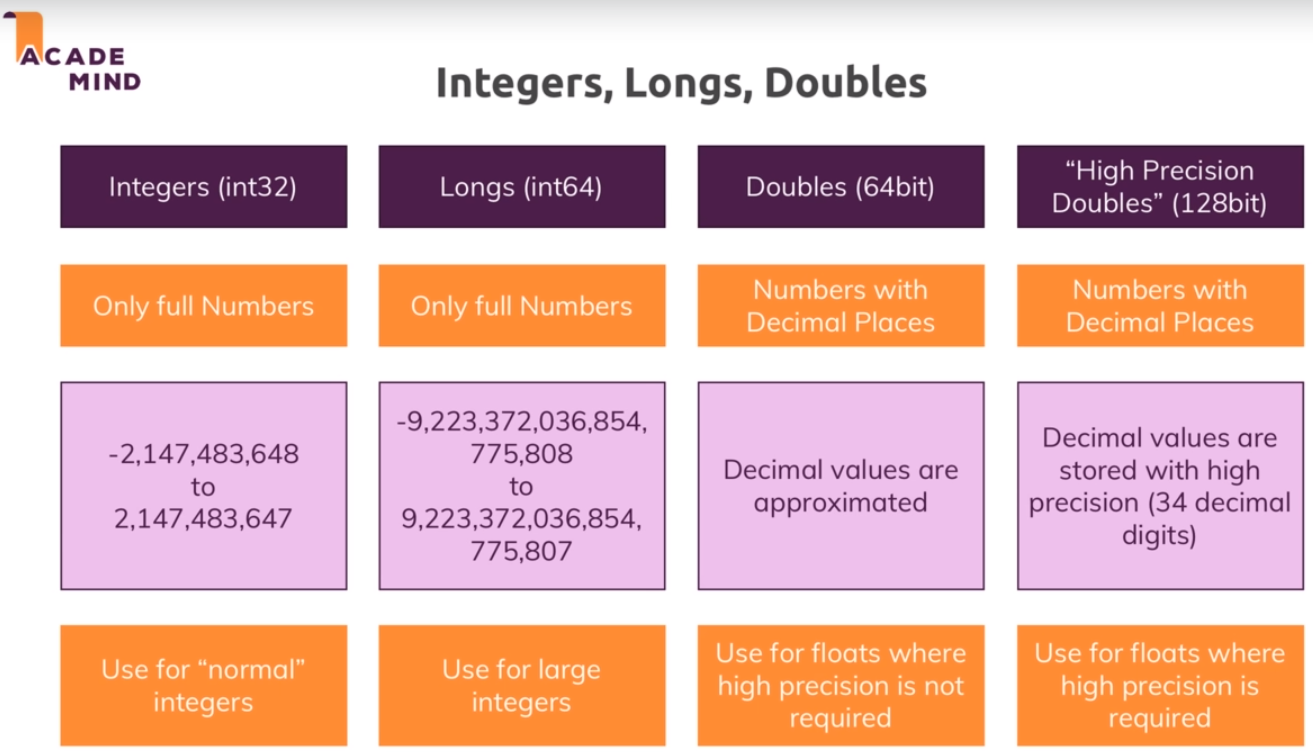 ACADE
MIND
Integers, Longs, Doubles
Integers (int32)
Longs (int64)
Doubles (64bit)
“High Precision
Doubles” (128bit)
Only full Numbers
Only full Numbers
Numbers with
Decimal Places
Numbers with
Decimal Places
-2,147,483,648
to
2,147,483,647
-9,223,372,036,854,
775,808
to
9,223,372,036,854,
775,807
Decimal values are
approximated
Decimal values are
stored with high
precision (34 decimal
digits)
Use for “normal”
integers
Use for large
integers
Use for floats where
high precision is not
required
Use for floats where
high precision is
required